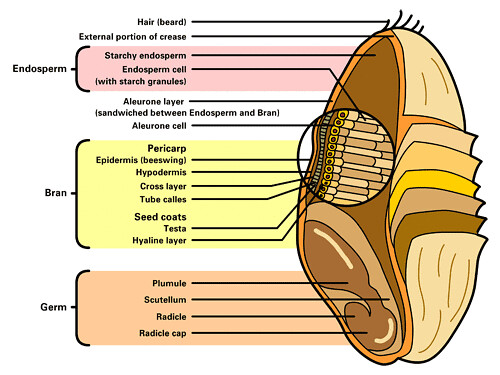 Hair (beard)
External portion of crease
Endosperm
Starchy endosperm
Endosperm cell
(with starch granules)
Aleurone layer
(sandwiched between Endosperm and Bran)
Aleurone cell
Bran
Pericarp
Epidermis (beeswing)
Hypodermis
Cross layer
Tube calles
Seed coats
Testa
Hyaline layer
Germ
Plumule
Scutellum
Radicle
Radicle cap